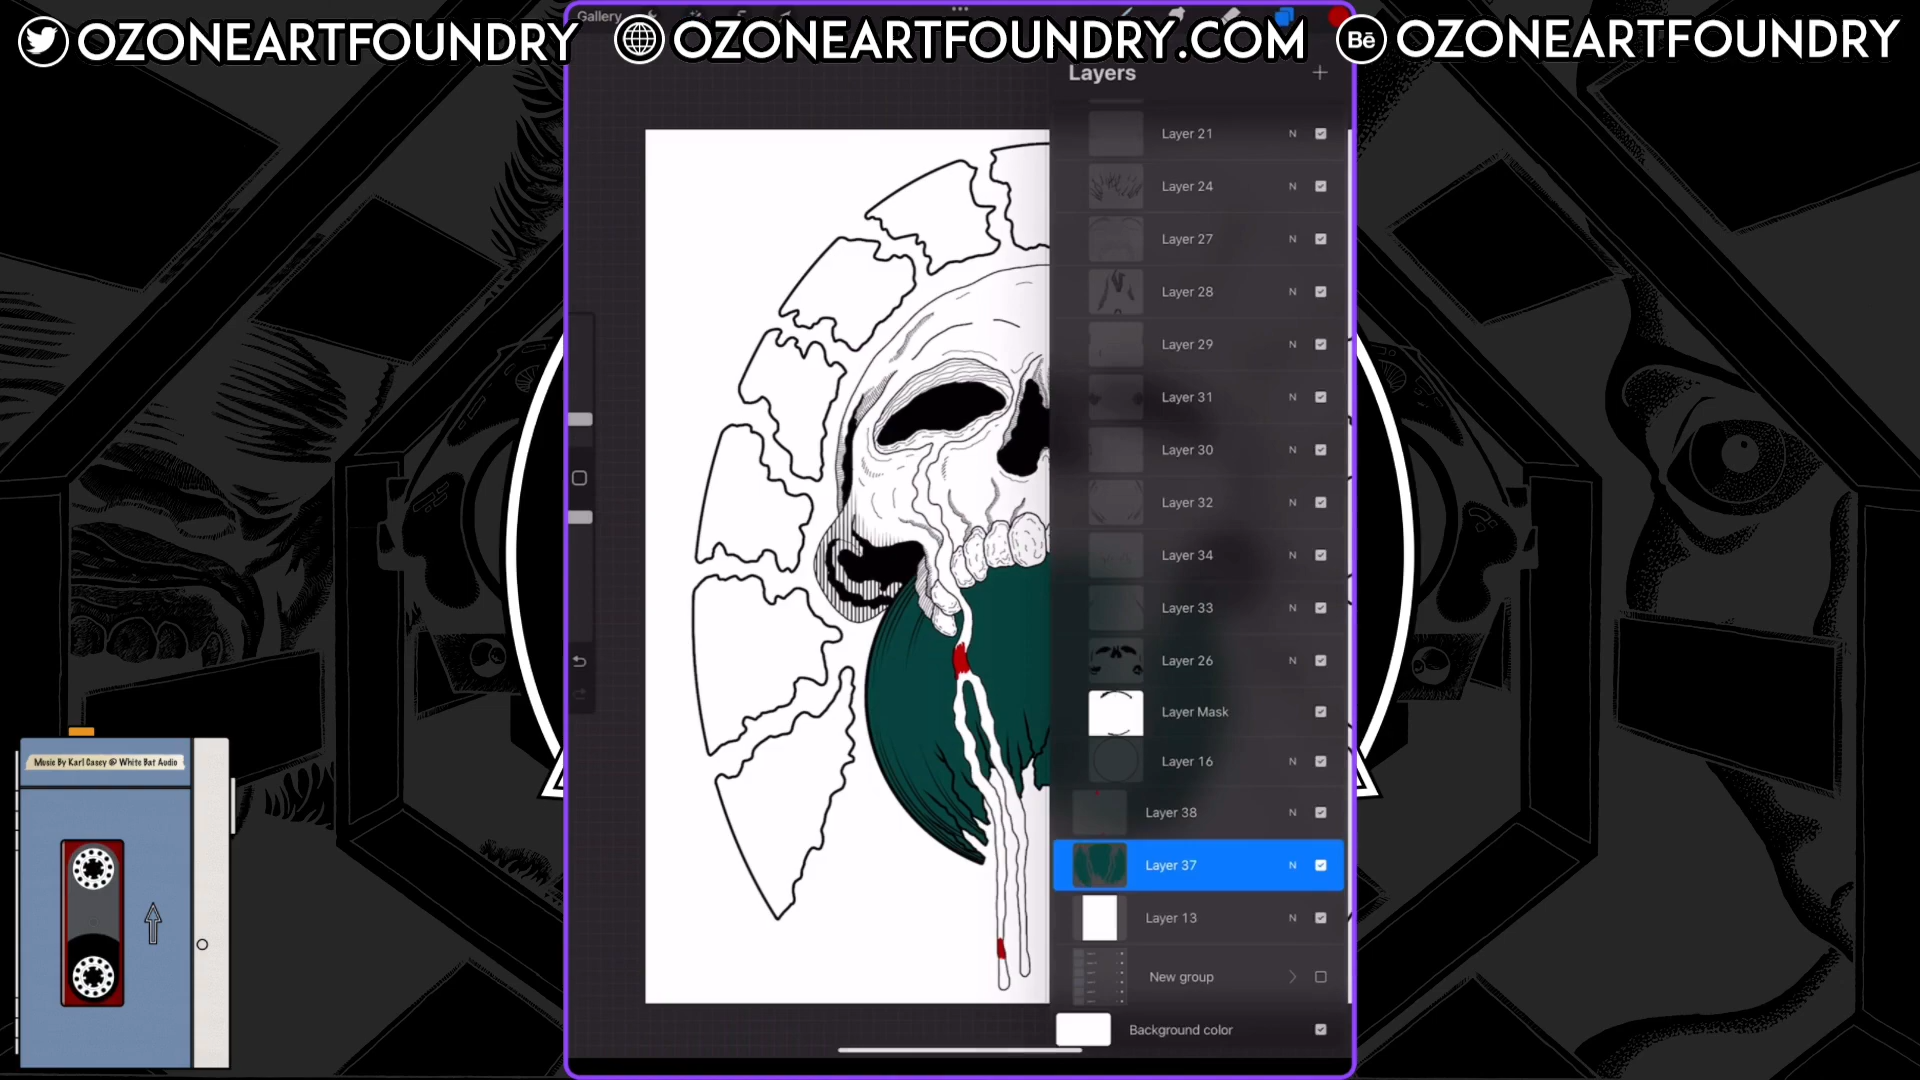 OZONEARTFOUNDRY
OZONEARTFOUNDRY.COM
Bē OZONEARTFOUNDRY
Gallery
Layers
Layer 21 N
Layer 24 N
Layer 27 N
Layer 28 N
Layer 29 N
Layer 31 N
Layer 30 N
Layer 32 N
Layer 34 N
Layer 33 N
Layer 26 N
Layer Mask
Layer 16 N
Layer 38 N
Layer 37 N
Layer 13 N
New group
Background color
Music By Karl Casey @ White Bat Audio